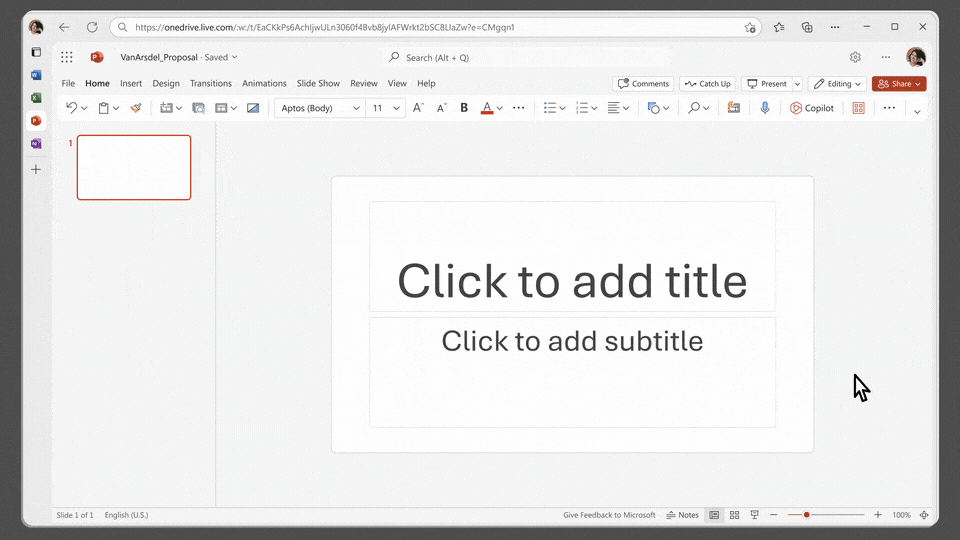 https://onedrive.live.com/:w:/t/EaCKkPs6AchIjwULn3060f4Bvb8jyIAFWrkt2bSC8LIaZw?e=CMgqn1
VanArsdel_Proposal - Saved
Search (Alt + Q)
File Home Insert Design Transitions Animations Slide Show Review View Help
Comments Catch Up Present Editing Share
Aptos (Body) 11 A A B A Copilot
1
Click to add title
Click to add subtitle
Slide 1 of 1 English (U.S.) Give Feedback to Microsoft Notes 100%